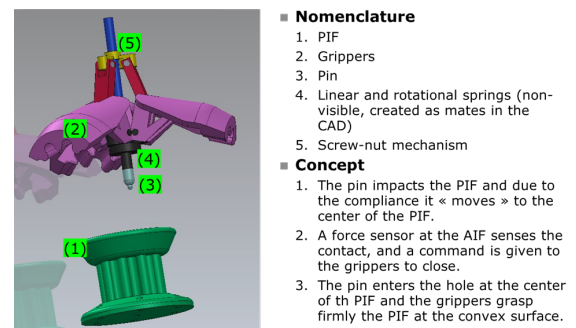 (5)
(2)
(4)
(3)
(1)
Nomenclature
1. PIF
2. Grippers
3. Pin
4. Linear and rotational springs (non-
visible, created as mates in the
CAD)
5. Screw-nut mechanism
Concept
1. The pin impacts the PIF and due to
the compliance it « moves » to the
center of the PIF.
2. A force sensor at the AIF senses the
contact, and a command is given to
the grippers to close.
3. The pin enters the hole at the center
of th PIF and the grippers grasp
firmly the PIF at the convex surface.